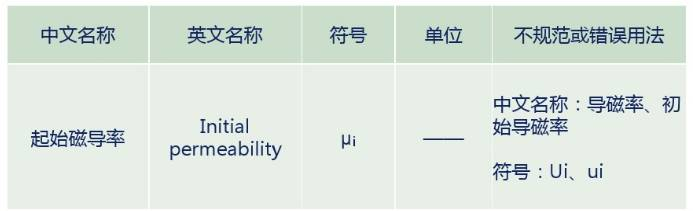 中文名称
英文名称
符号
单位
不规范或错误用法
起始磁导率
Initial
permeability
μi
——
中文名称：导磁率、初
始导磁率
符号：Ui、ui